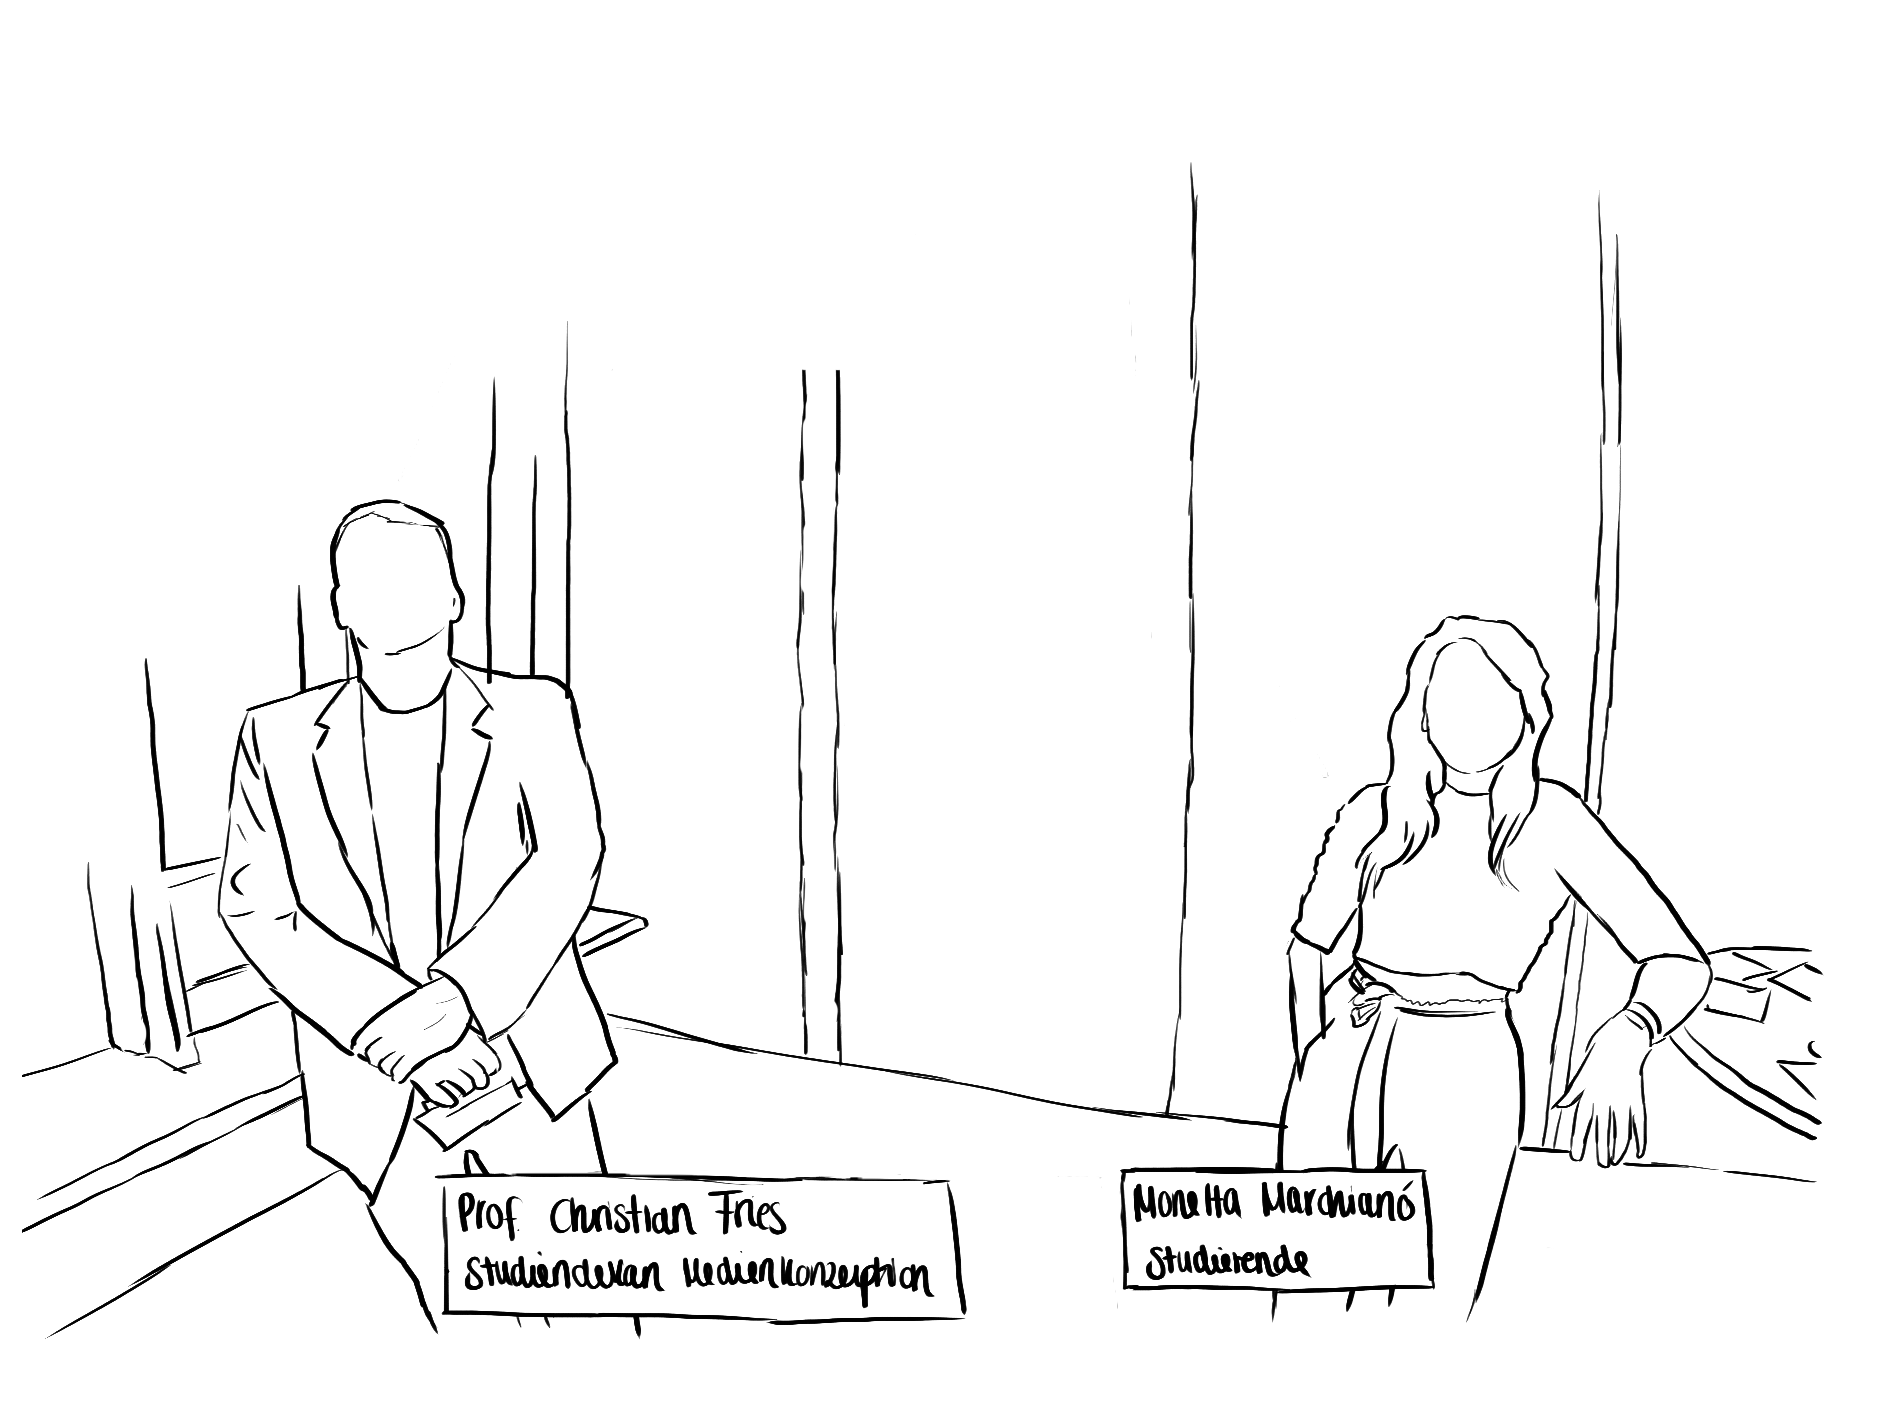 Prof Christian Fries
Studiendekan Medienkonzeption
Monetta Marchianó
Studierende